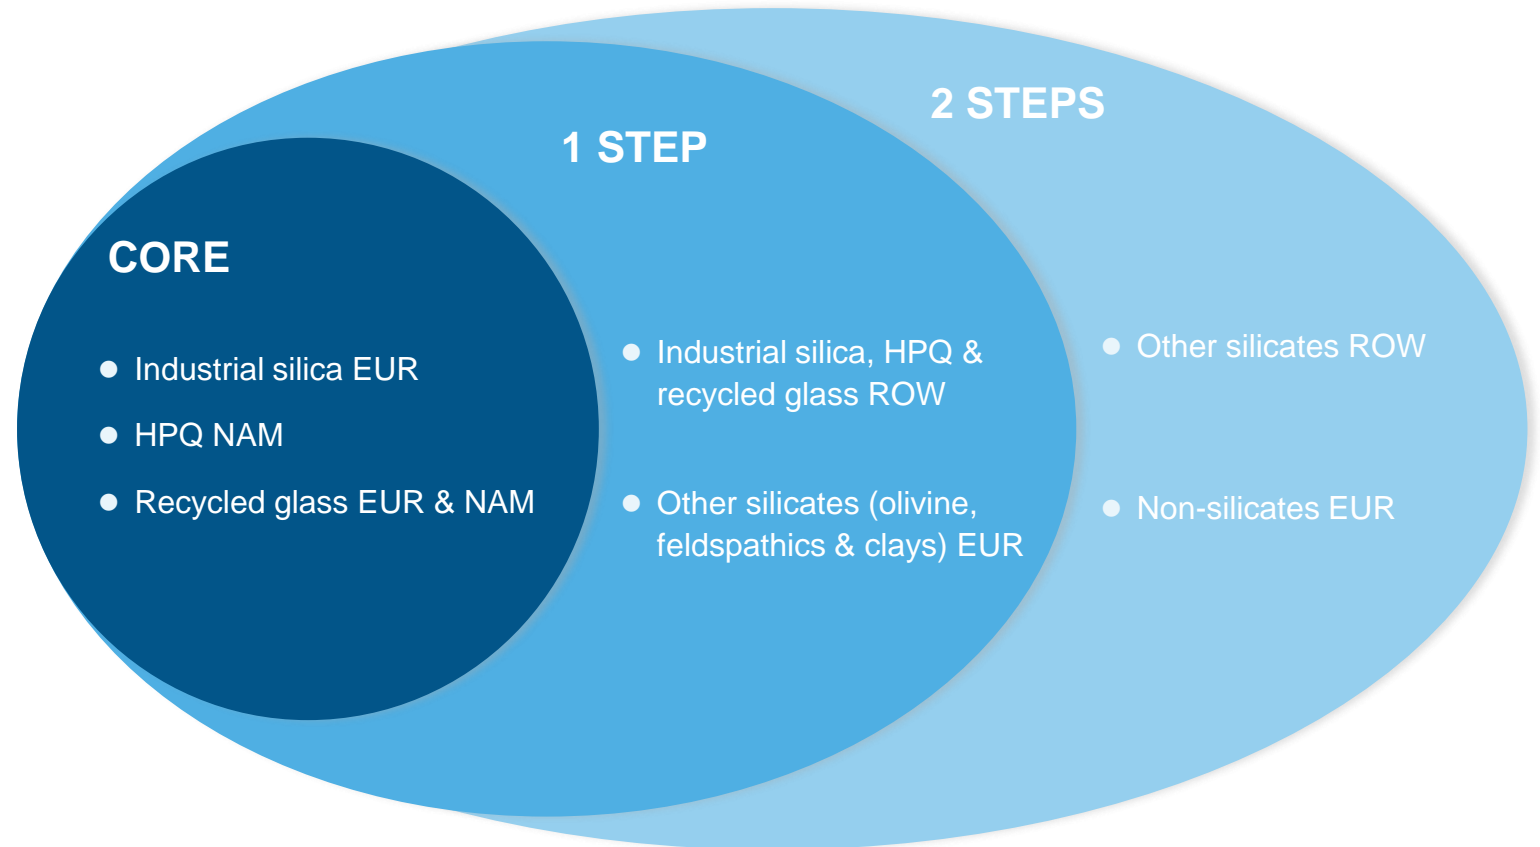 CORE
● Industrial silica EUR
● HPQ NAM
● Recycled glass EUR & NAM
1 STEP
● Industrial silica, HPQ &
recycled glass ROW
● Other silicates (olivine,
feldspathics & clays) EUR
2 STEPS
● Other silicates ROW
● Non-silicates EUR